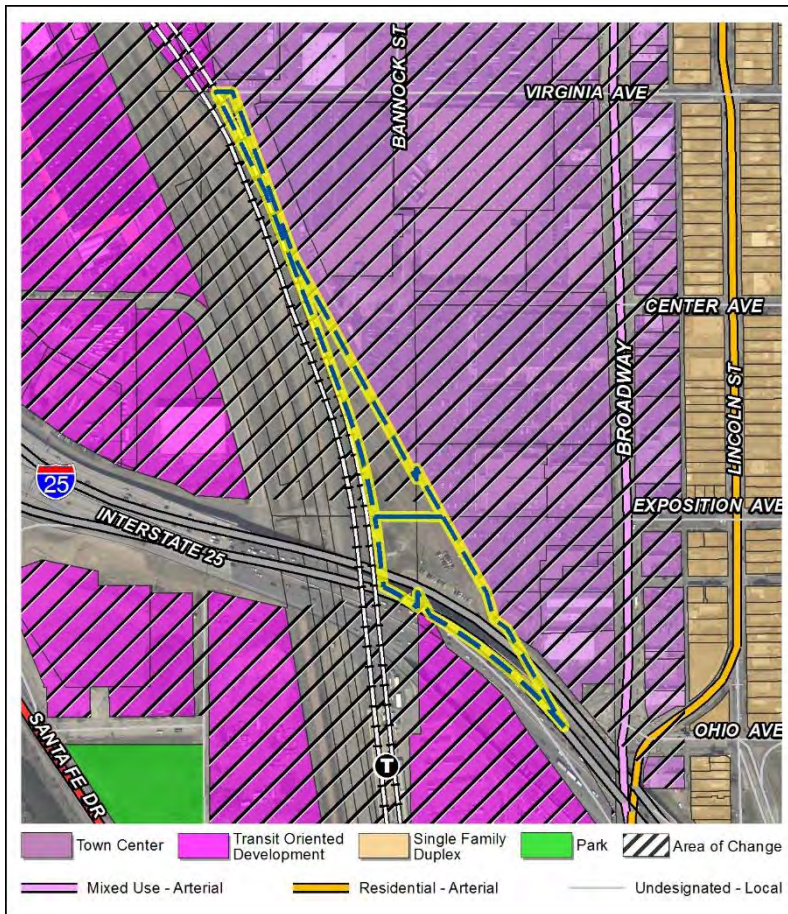 BANNOCK ST
VIRGINIA AVE
CENTER AVE
BROADWAY
LINCOLN ST
25
INTERSTATE 25
EXPOSITION AVE
SANTA FE DR
OHIO AVE
T
Town Center
Transit Oriented
Development
Single Family
Duplex
Park
Area of Change
Mixed Use - Arterial
Residential - Arterial
Undesignated - Local